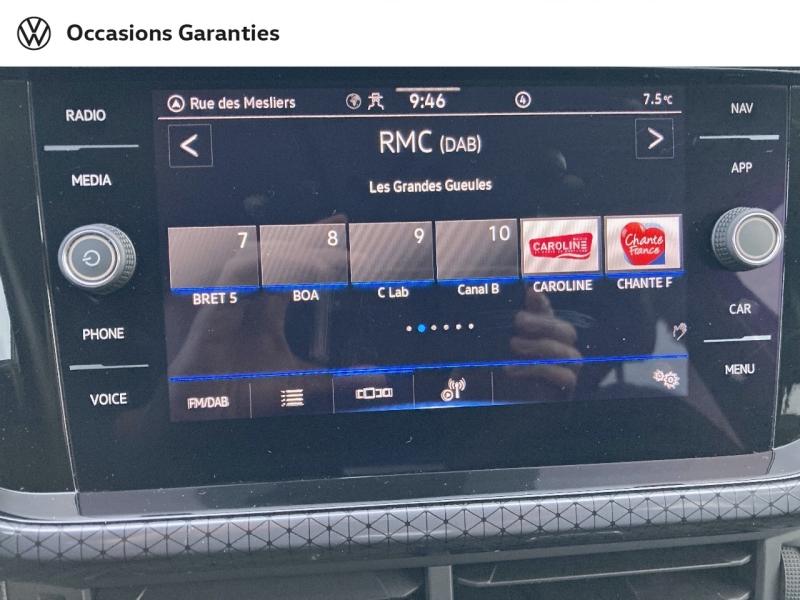 Occasions Garanties
RADIO
MEDIA
PHONE
VOICE
Rue des Mesliers
9:46
4
7.5°C
< RMC (DAB) >
Les Grandes Gueules
7 8 9 10 CAROLINE Chante France
BRET 5 BOA C Lab Canal B CAROLINE CHANTE F
FM/DAB
NAV
APP
CAR
MENU